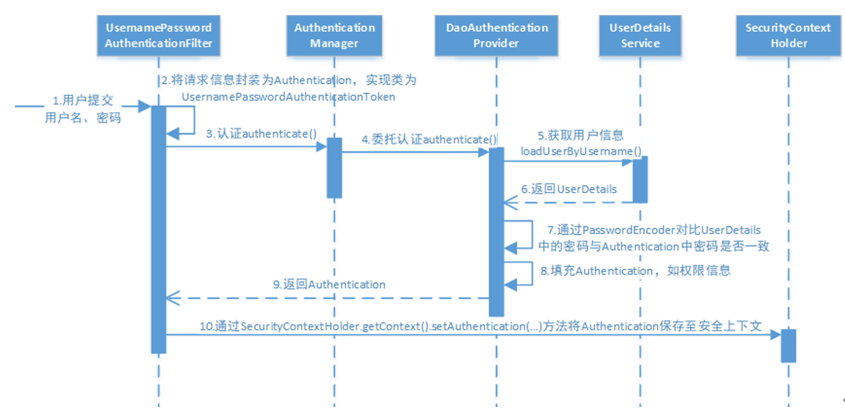 UsernamePassword
AuthenticationFilter
Authentication
Manager
DaoAuthentication
Provider
UserDetails
Service
SecurityContext
Holder
1.用户提交
用户名、密码
2.将请求信息封装为Authentication，实现类为
UsernamePasswordAuthenticationToken
3.认证authenticate()
4.委托认证authenticate()
5.获取用户信息
loadUserByUsername()
6.返回UserDetails
7.通过PasswordEncoder对比UserDetails
中的密码与Authentication中密码是否一致
8.填充Authentication，如权限信息
9.返回Authentication
10.通过SecurityContextHolder.getContext().setAuthentication(...)方法将Authentication保存至安全上下文